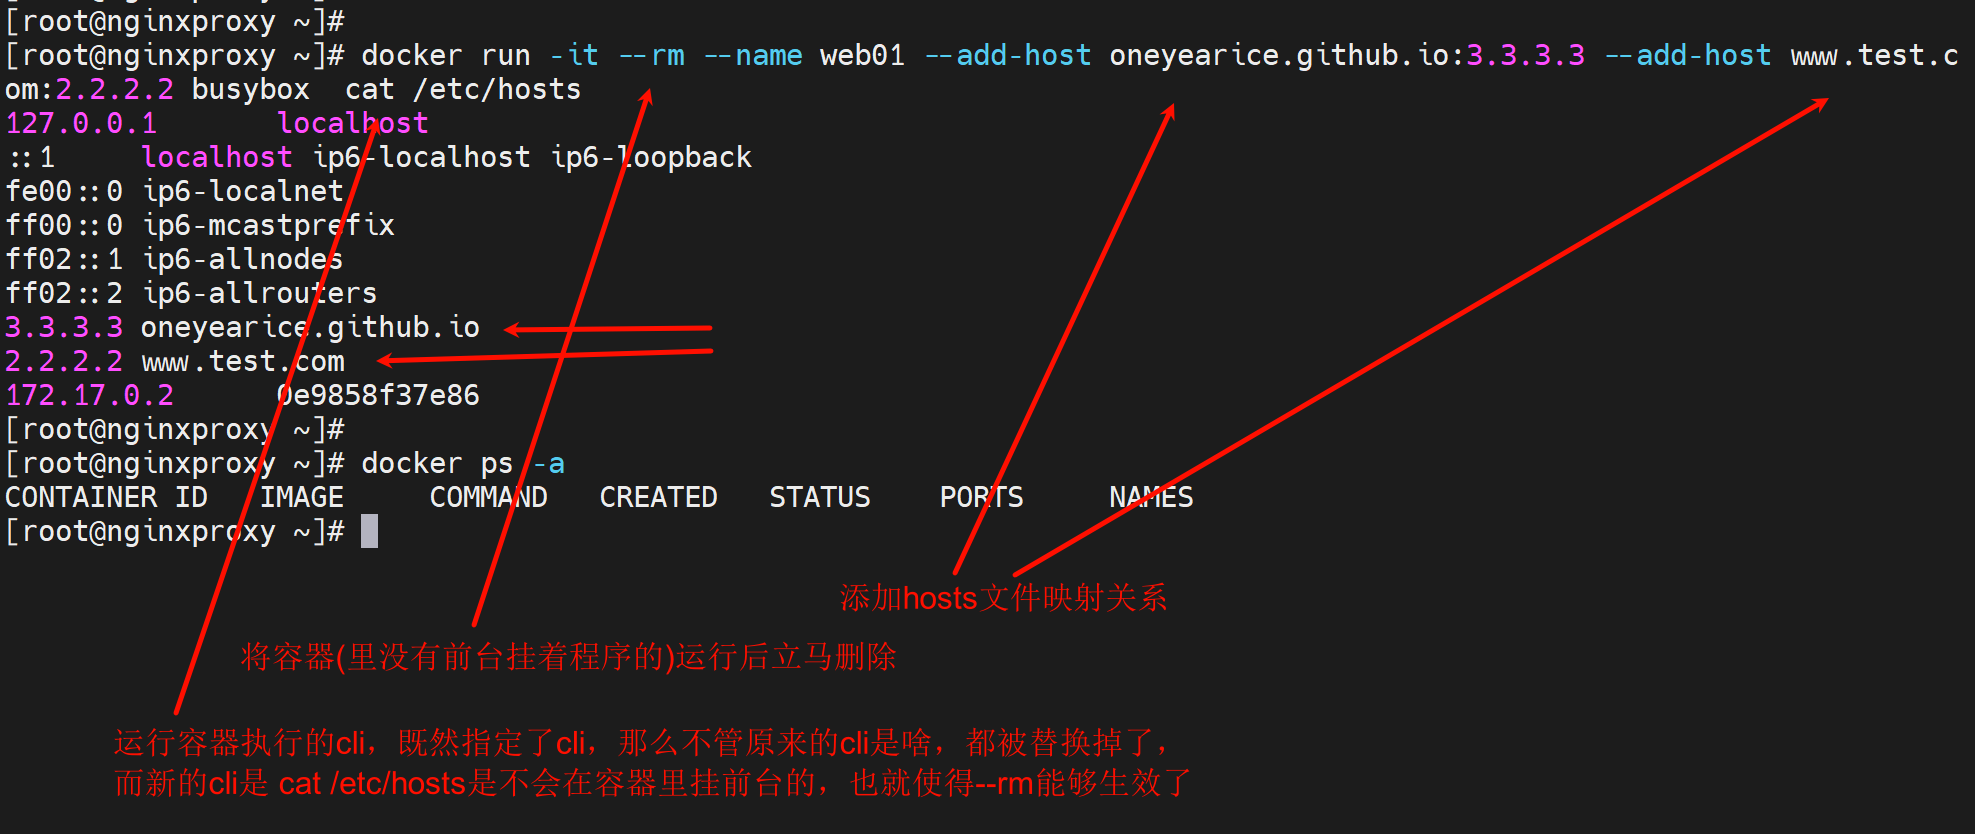 [root@nginxproxy ~]#
[root@nginxproxy ~]# docker run -it --rm --name web01 --add-host oneyearice.github.io:3.3.3.3 --add-host www.test.c
om:2.2.2.2 busybox  cat /etc/hosts
127.0.0.1       localhost
::1     localhost ip6-localhost ip6-loopback
fe00::0 ip6-localnet
ff00::0 ip6-mcastprefix
ff02::1 ip6-allnodes
ff02::2 ip6-allrouters
3.3.3.3 oneyearice.github.io
2.2.2.2 www.test.com
172.17.0.2      0e9858f37e86
[root@nginxproxy ~]#
[root@nginxproxy ~]# docker ps -a
CONTAINER ID   IMAGE     COMMAND   CREATED   STATUS    PORTS     NAMES
[root@nginxproxy ~]#
添加hosts文件映射关系
将容器(里没有前台挂着程序的)运行后立马删除
运行容器执行的cli，既然指定了cli，那么不管原来的cli是啥，都被替换掉了，
而新的cli是 cat /etc/hosts是不会在容器里挂前台的，也就使得--rm能够生效了